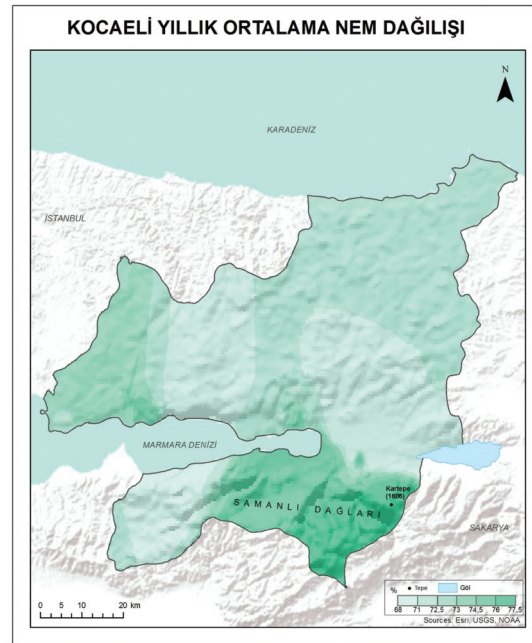 KOCAELİ YILLIK ORTALAMA NEM DAĞILIŞI
N
KARADENİZ
İSTANBUL
MARMARA DENİZİ
Kartepe
(1606)
SAMANLI DAĞLARI
SAKARYA
% Tepe Göl
68 71 72,5 73 74,5 76 77,5
0 5 10 20 km
Sources: Esri, USGS, NOAA